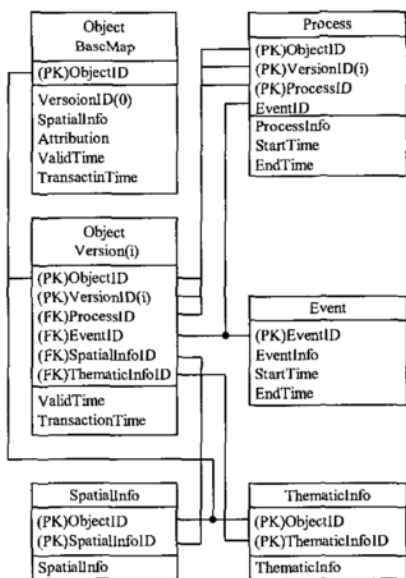 Object
BaseMap
(PK)ObjectID
VersoionID(0)
SpatialInfo
Attribution
ValidTime
TransactinTime
Process
(PK)ObjectID
(PK)VersionID(i)
(PK)ProcessID
EventID
ProcessInfo
StartTime
EndTime
Object
Version(i)
(PK)ObjectID
(PK)VersionID(i)
(FK)ProcessID
(FK)EventID
(FK)SpatialInfoID
(FK)ThematicInfoID
ValidTime
TransactionTime
Event
(PK)EventID
EventInfo
StartTime
EndTime
SpatialInfo
(PK)ObjectID
(PK)SpatialInfoID
SpatialInfo
ThematicInfo
(PK)ObjectID
(PK)ThematicInfoID
ThematicInfo